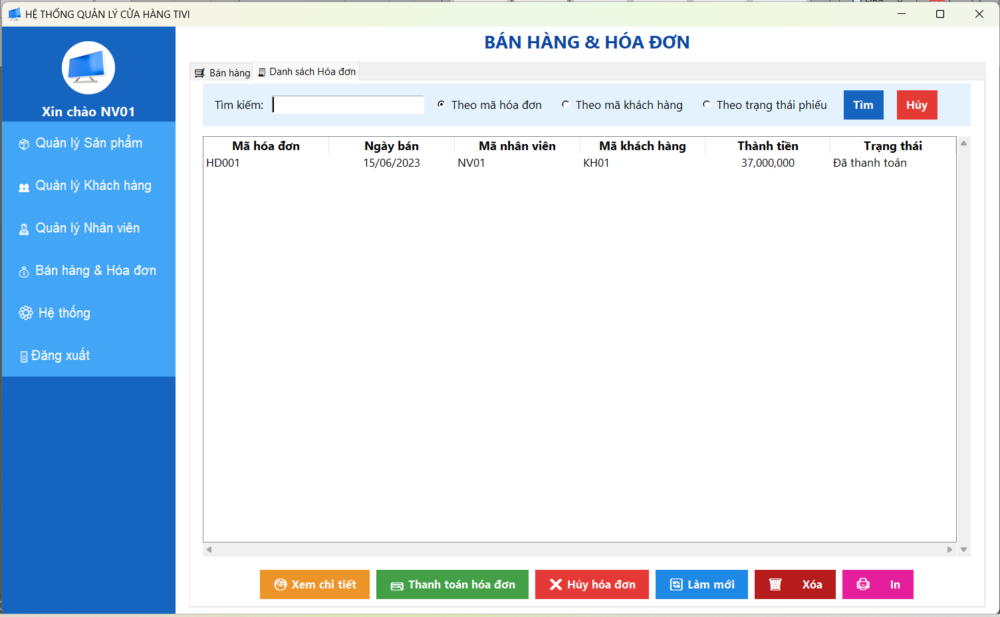 HỆ THỐNG QUẢN LÝ CỬA HÀNG TIVI
Xin chào NV01
Quản lý Sản phẩm
Quản lý Khách hàng
Quản lý Nhân viên
Bán hàng & Hóa đơn
Hệ thống
Đăng xuất
BÁN HÀNG & HÓA ĐƠN
Bán hàng Danh sách Hóa đơn
Tìm kiếm: Theo mã hóa đơn Theo mã khách hàng Theo trạng thái phiếu Tìm Hủy
Mã hóa đơn Ngày bán Mã nhân viên Mã khách hàng Thành tiền Trạng thái
HD001 15/06/2023 NV01 KH01 37,000,000 Đã thanh toán
Xem chi tiết Thanh toán hóa đơn Hủy hóa đơn Làm mới Xóa In